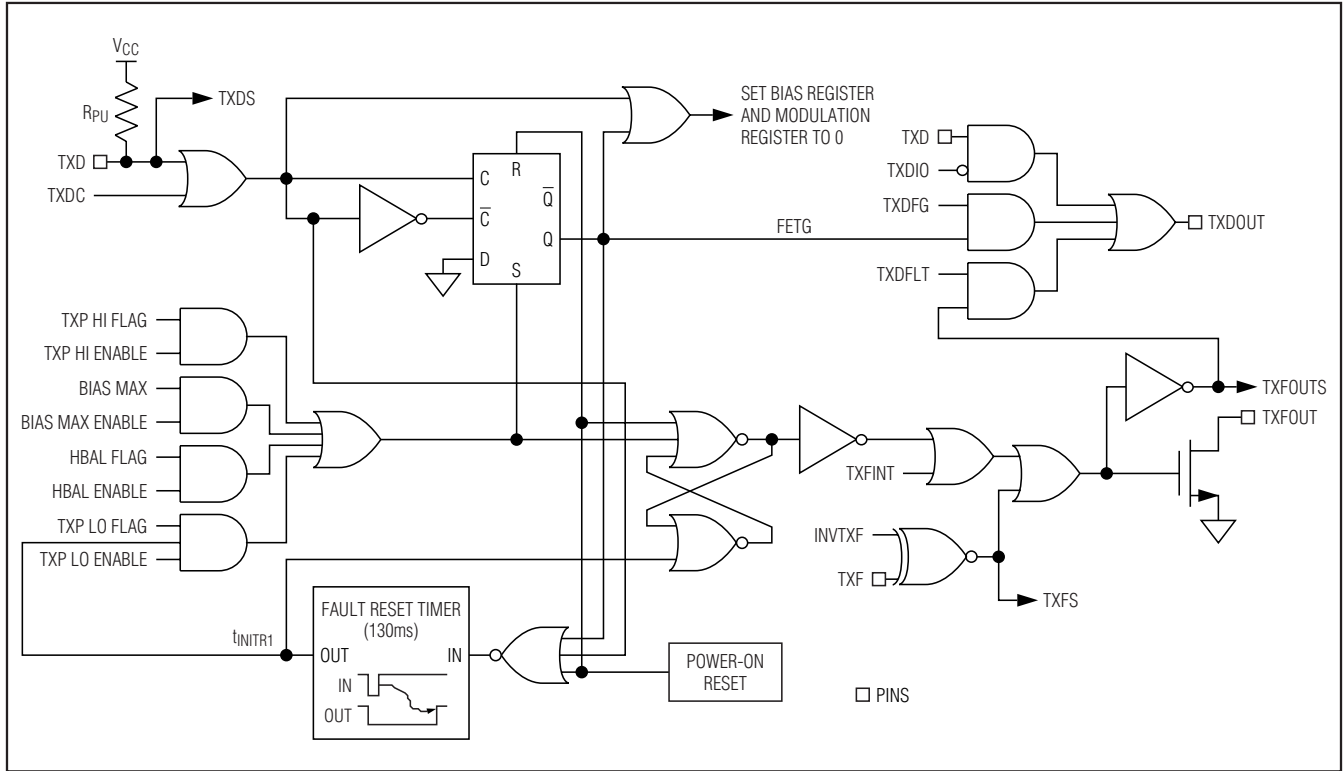 VCC
RPU
TXDS
TXD
TXDC
C
C
D
R
S
Q
Q
SET BIAS REGISTER
AND MODULATION
REGISTER TO 0
FETG
TXD
TXDIO
TXDFG
TXDFLT
TXDOUT
TXP HI FLAG
TXP HI ENABLE
BIAS MAX
BIAS MAX ENABLE
HBAL FLAG
HBAL ENABLE
TXP LO FLAG
TXP LO ENABLE
TXFOUTS
TXFOUT
TXFINT
INVTXF
TXF
TXFS
tINITR1
FAULT RESET TIMER
(130ms)
OUT
IN
IN
OUT
POWER-ON
RESET
PINS